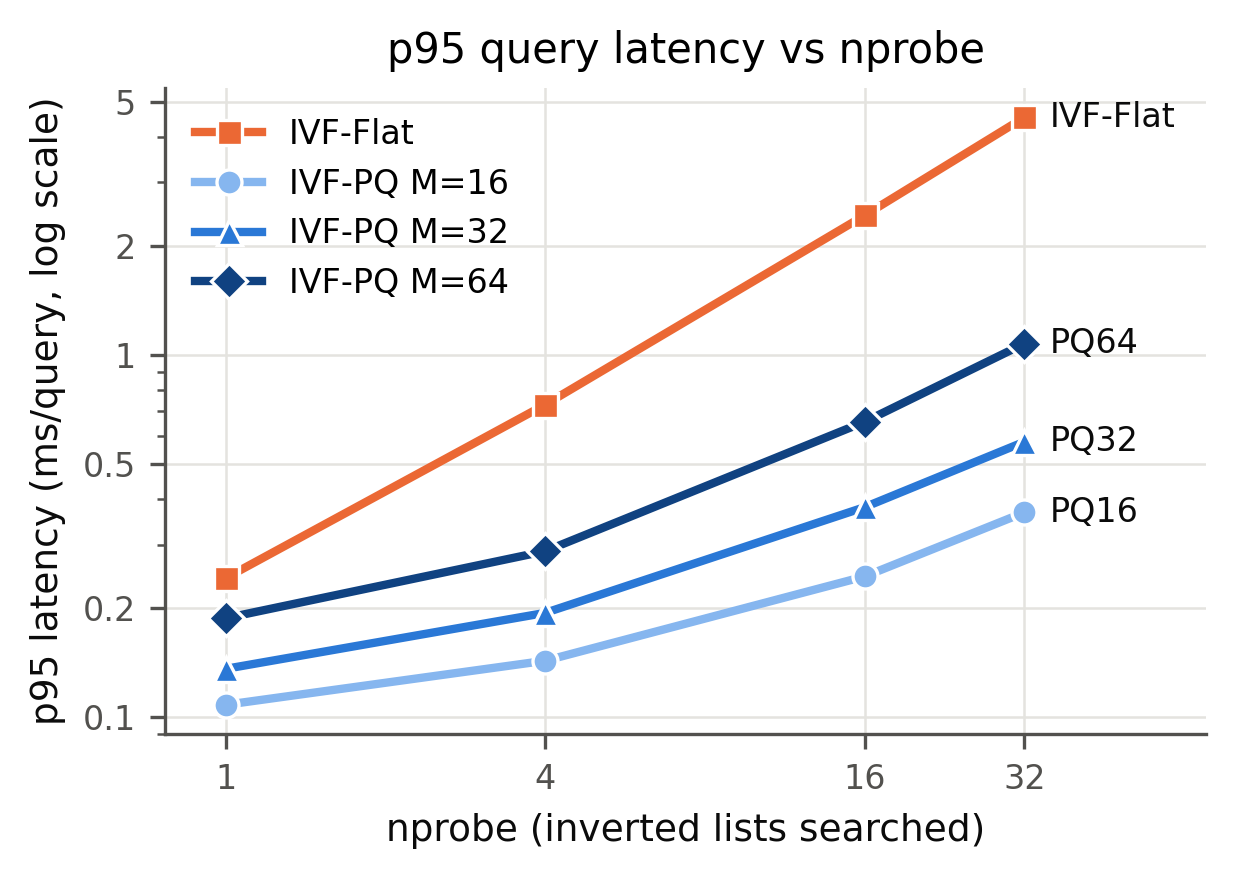 p95 query latency vs nprobe
p95 latency (ms/query, log scale)
5
2
1
0.5
0.2
0.1
IVF-Flat
IVF-PQ M=16
IVF-PQ M=32
IVF-PQ M=64
IVF-Flat
PQ64
PQ32
PQ16
1
4
16
32
nprobe (inverted lists searched)